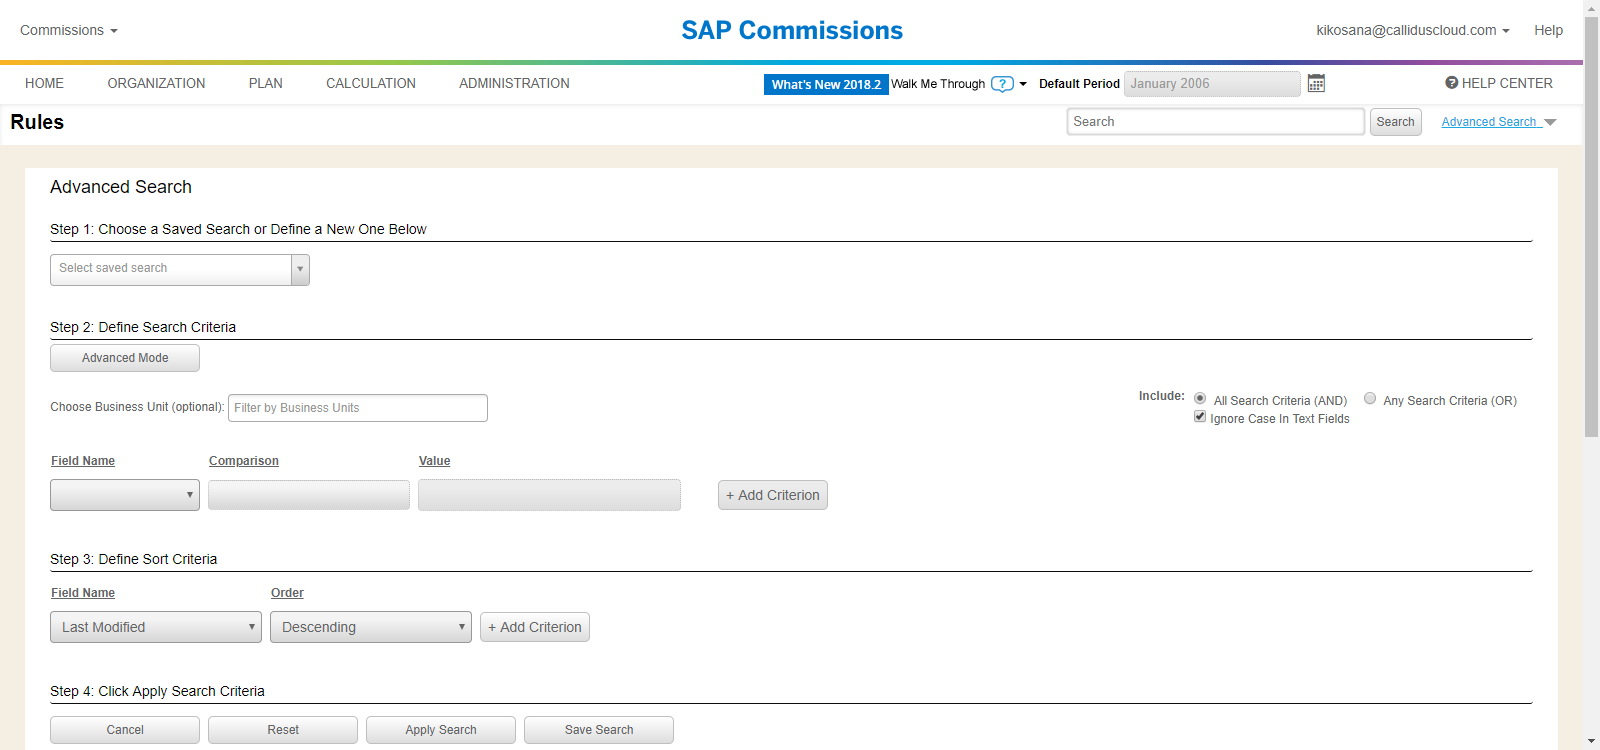 Commissions
SAP Commissions
kikosana@calliduscloud.com
Help
HOME ORGANIZATION PLAN CALCULATION ADMINISTRATION
What's New 2018.2 Walk Me Through ? Default Period January 2006
? HELP CENTER
Rules
Search Search Advanced Search
Advanced Search
Step 1: Choose a Saved Search or Define a New One Below
Select saved search
Step 2: Define Search Criteria
Advanced Mode
Choose Business Unit (optional): Filter by Business Units
Include: All Search Criteria (AND) Any Search Criteria (OR)
Ignore Case In Text Fields
Field Name Comparison Value
+ Add Criterion
Step 3: Define Sort Criteria
Field Name Order
Last Modified Descending + Add Criterion
Step 4: Click Apply Search Criteria
Cancel Reset Apply Search Save Search